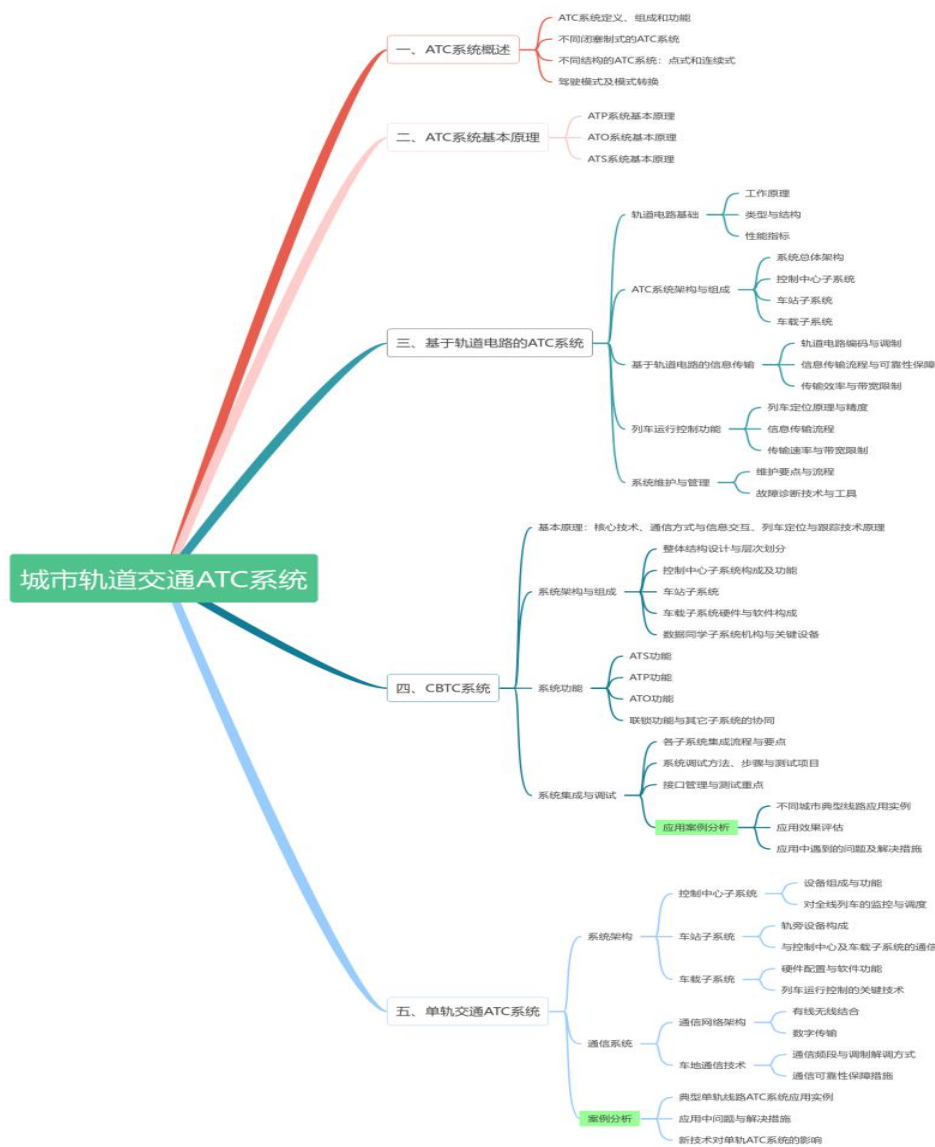 城市轨道交通ATC系统
一、ATC系统概述
ATC系统定义、组成和功能
不同闭塞制式的ATC系统
不同结构的ATC系统：点式和连续式
驾驶模式及模式转换
二、ATC系统基本原理
ATP系统基本原理
ATO系统基本原理
ATS系统基本原理
三、基于轨道电路的ATC系统
轨道电路基础
工作原理
类型与结构
性能指标
ATC系统架构与组成
系统总体架构
控制中心子系统
车站子系统
车载子系统
基于轨道电路的信息传输
轨道电路编码与调制
信息传输流程与可靠性保障
传输效率与带宽限制
列车运行控制功能
列车定位原理与精度
信息传输流程
传输速率与带宽限制
系统维护与管理
维护要点与流程
故障诊断技术与工具
四、CBTC系统
基本原理：核心技术、通信方式与信息交互、列车定位与跟踪技术原理
系统架构与组成
整体结构设计与层次划分
控制中心子系统构成及功能
车站子系统
车载子系统硬件与软件构成
数据同学子系统机构与关键设备
系统功能
ATS功能
ATP功能
ATO功能
联锁功能与其它子系统的协同
系统集成与调试
各子系统集成流程与要点
系统调试方法、步骤与测试项目
接口管理与测试重点
应用案例分析
不同城市典型线路应用实例
应用效果评估
应用中遇到的问题及解决措施
五、单轨交通ATC系统
系统架构
控制中心子系统
设备组成与功能
对全线列车的监控与调度
车站子系统
轨旁设备构成
与控制中心及车载子系统的通信
车载子系统
硬件配置与软件功能
列车运行控制的关键技术
通信系统
通信网络架构
有线无线结合
数字传输
车地通信技术
通信频段与调制解调方式
通信可靠性保障措施
案例分析
典型单轨线路ATC系统应用实例
应用中问题与解决措施
新技术对单轨ATC系统的影响